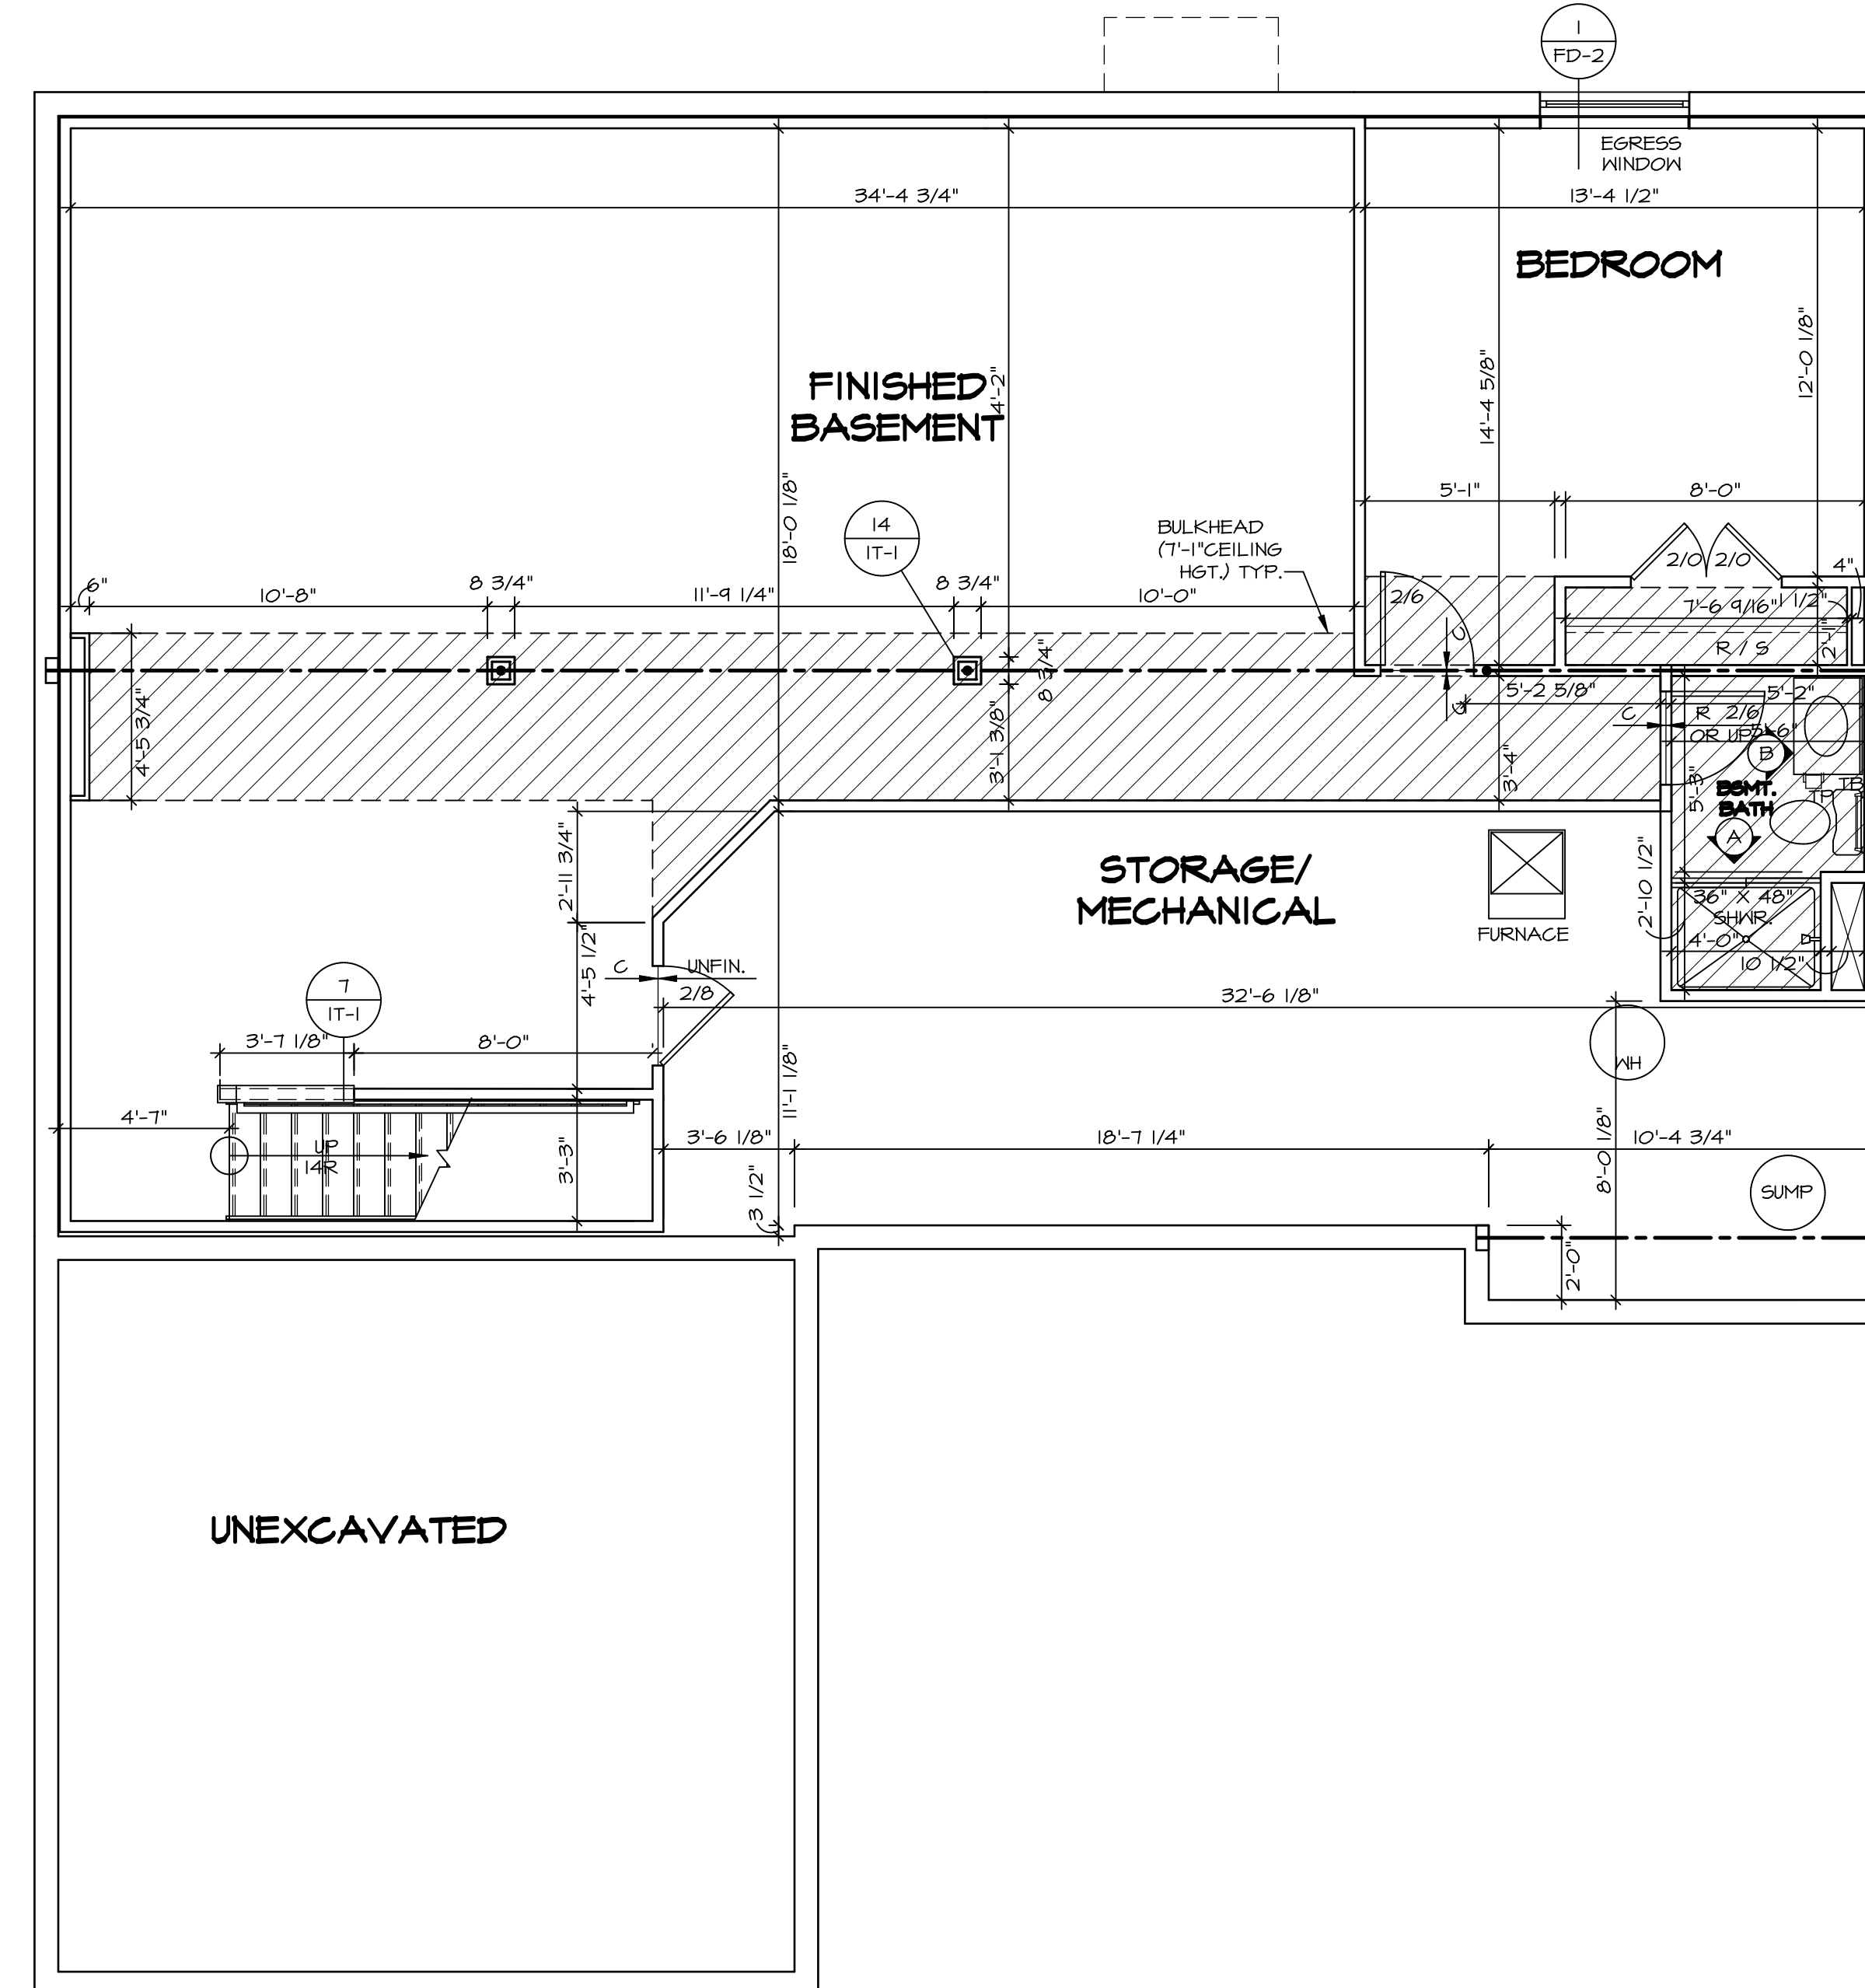 1
FD-2
EGRESS
WINDOW
34'-4 3/4"
13'-4 1/2"
BEDROOM
12'-0 1/8"
14'-4 5/8"
FINISHED
BASEMENT
4'-2"
18'-0 1/8"
5'-1"
8'-0"
14
IT-1
BULKHEAD
(7'-1"CEILING
HGT.) TYP.
2/0 2/0
4"
6"
10'-8"
8 3/4"
11'-9 1/4"
8 3/4"
10'-0"
2/6
7'-6 9/16"
1 1/2"
C
2'-11"
R / S
8 3/4"
4'-5 3/4"
3'-1 3/8"
C
5'-2 5/8"
5'-2"
C
R 2/6
OR UP
5'-6"
B
3'-4"
5'-3"
BSMT.
BATH
TP
TB
A
2'-11 3/4"
STORAGE/
MECHANICAL
2'-10 1/2"
36" X 48"
SHWR.
FURNACE
4'-0"
10 1/2"
4'-5 1/2"
C
UNFIN.
2/8
32'-6 1/8"
7
IT-1
3'-7 1/8"
8'-0"
WH
11'-1 1/8"
4'-7"
3'-6 1/8"
18'-7 1/4"
8'-0 1/8"
10'-4 3/4"
UP
14R
3'-3"
3 1/2"
SUMP
2'-0"
UNEXCAVATED